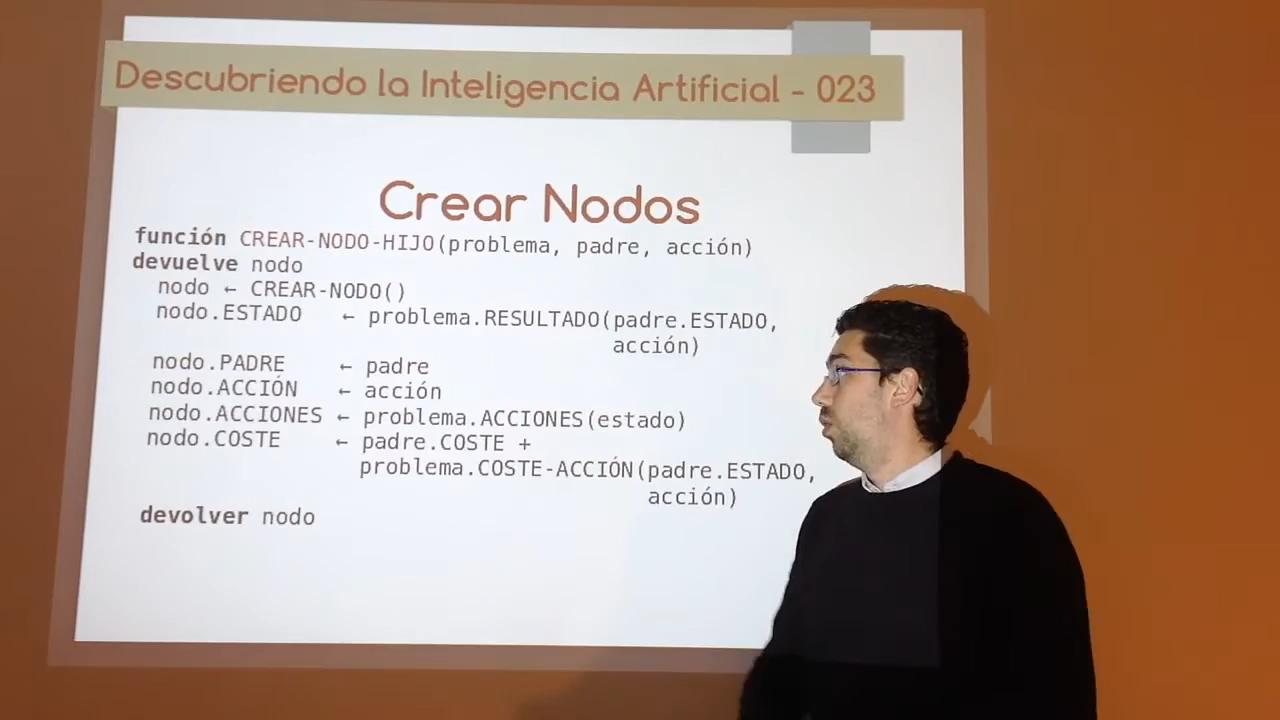 Descubriendo la Inteligencia Artificial - 023
Crear Nodos
función CREAR-NODO-HIJO(problema, padre, acción)
devuelve nodo
nodo ← CREAR-NODO()
nodo.ESTADO ← problema.RESULTADO(padre.ESTADO,
acción)
nodo.PADRE ← padre
nodo.ACCIÓN ← acción
nodo.ACCIONES ← problema.ACCIONES(estado)
nodo.COSTE ← padre.COSTE +
problema.COSTE-ACCIÓN(padre.ESTADO,
acción)
devolver nodo